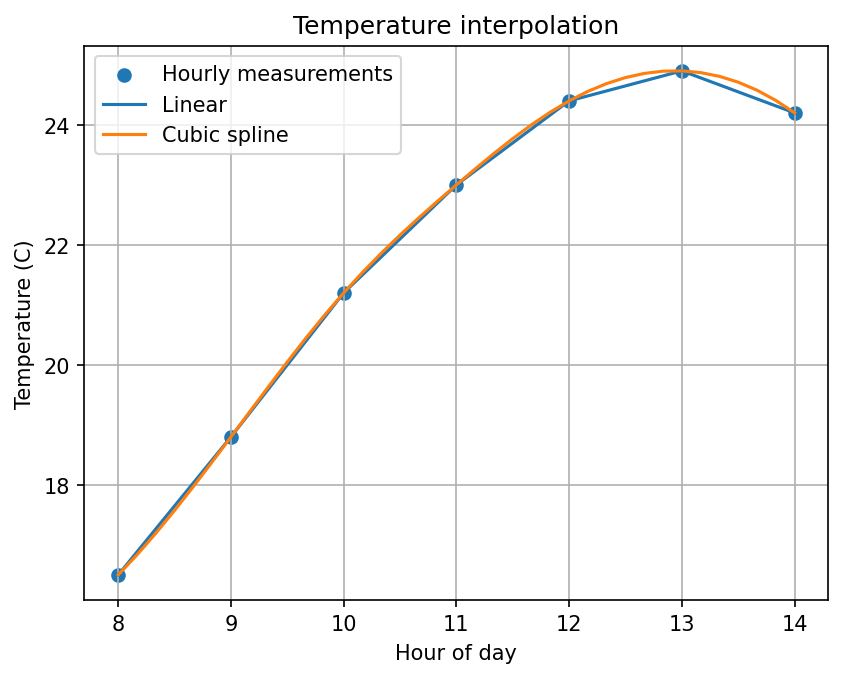 Temperature interpolation
Hourly measurements
Linear
Cubic spline
Temperature (C)
24
22
20
18
8 9 10 11 12 13 14
Hour of day